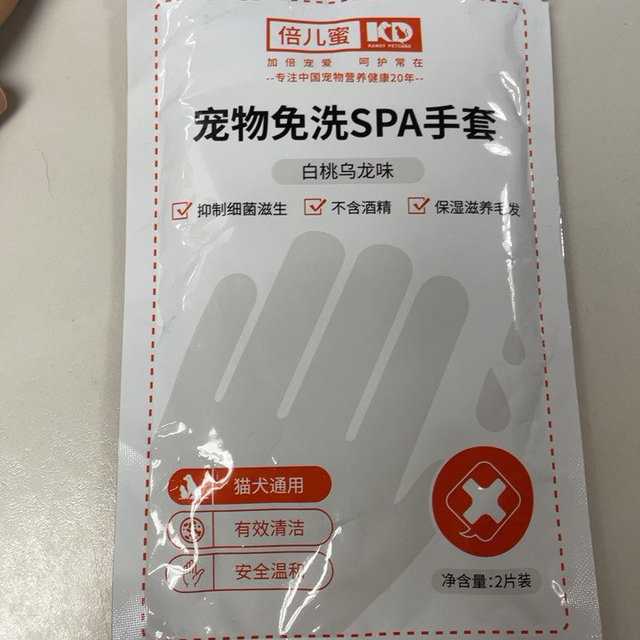 倍儿蜜 KD
KANDY PETCARE
加倍宠爱 呵护常在
--专注中国宠物营养健康20年--
宠物免洗SPA手套
白桃乌龙味
抑制细菌滋生 不含酒精 保湿滋养毛发
猫犬通用
有效清洁
安全温和
净含量:2片装